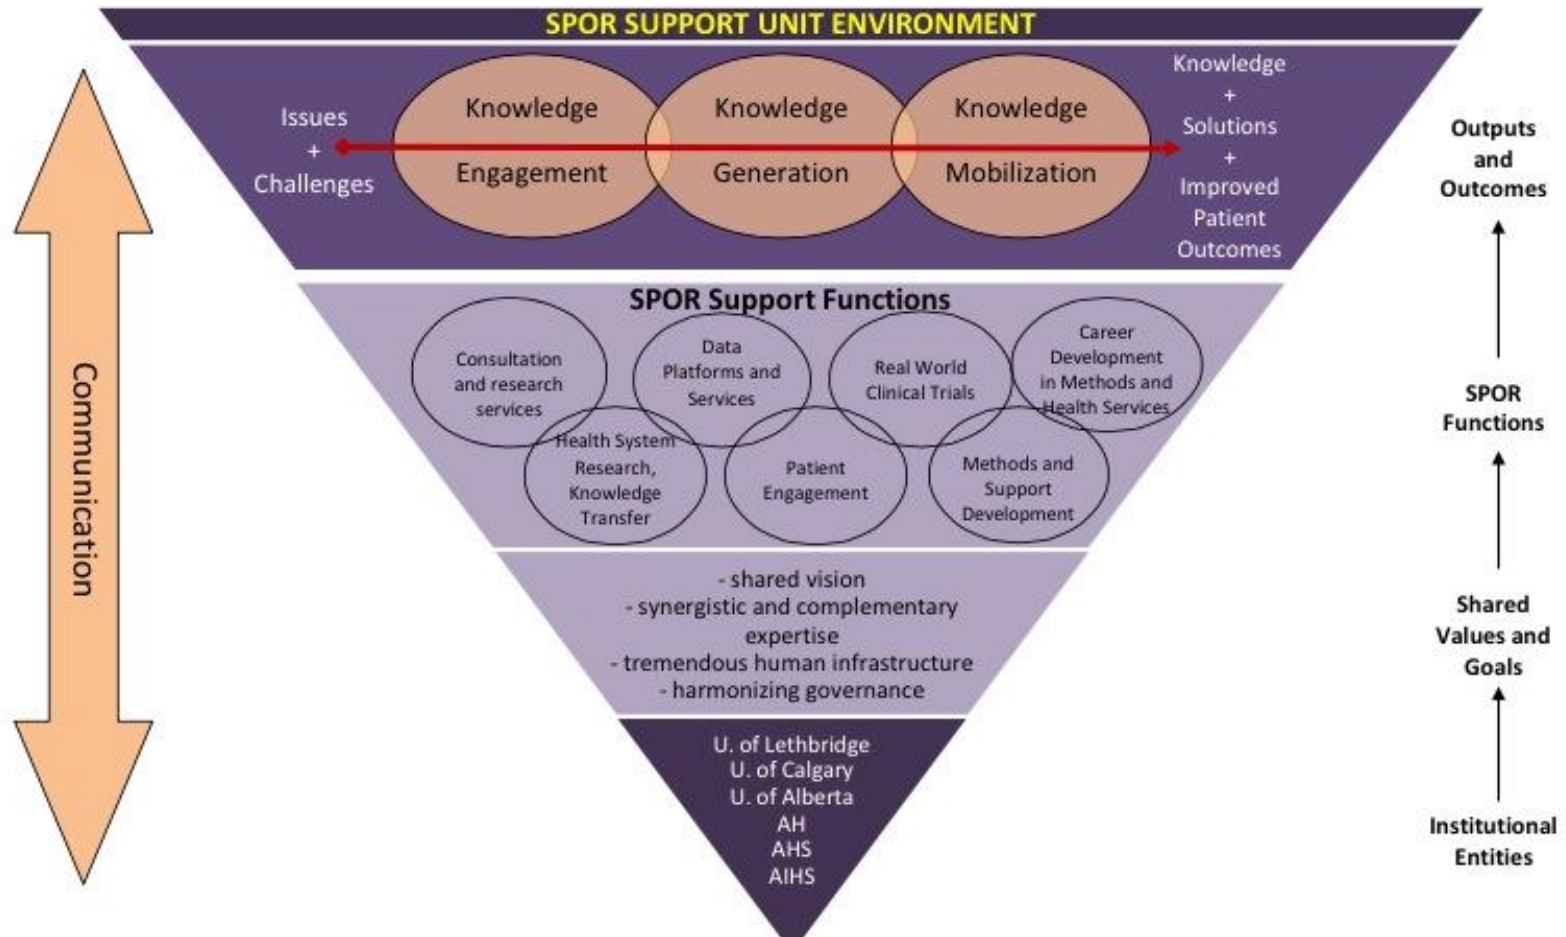 SPOR SUPPORT UNIT ENVIRONMENT
Issues
+
Challenges
Knowledge
Engagement
Knowledge
Generation
Knowledge
Mobilization
Knowledge
+
Solutions
+
Improved
Patient
Outcomes
SPOR Support Functions
Consultation
and research
services
Data
Platforms and
Services
Real World
Clinical Trials
Career
Development
in Methods and
Health Services
Health System
Research,
Knowledge
Transfer
Patient
Engagement
Methods and
Support
Development
- shared vision
- synergistic and complementary
expertise
- tremendous human infrastructure
- harmonizing governance
U. of Lethbridge
U. of Calgary
U. of Alberta
AH
AHS
AIHS
Communication
Outputs
and
Outcomes
SPOR
Functions
Shared
Values and
Goals
Institutional
Entities